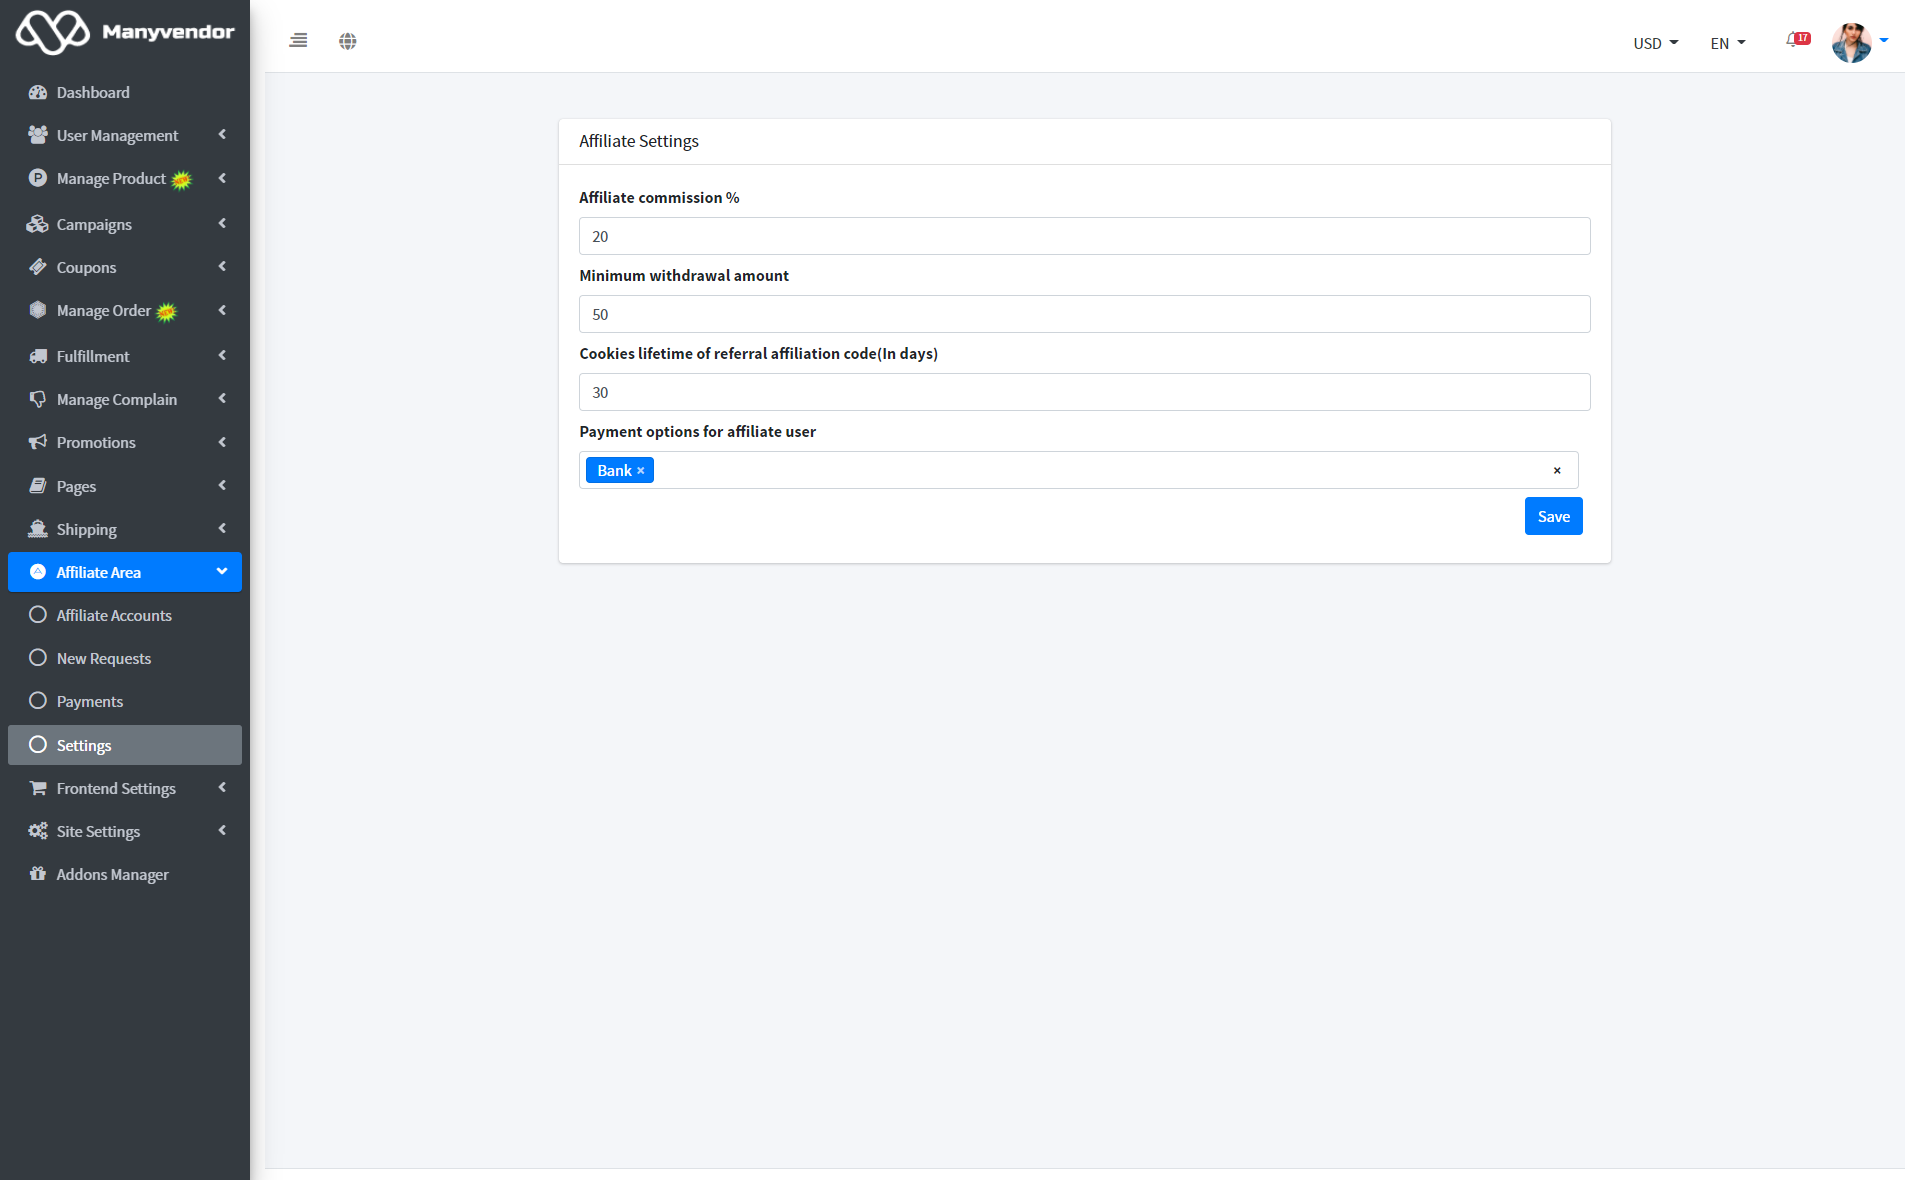 Manyvendor
USD
EN
17
Dashboard
User Management
Manage Product NEW
Campaigns
Coupons
Manage Order NEW
Fulfillment
Manage Complain
Promotions
Pages
Shipping
Affiliate Area
Affiliate Accounts
New Requests
Payments
Settings
Frontend Settings
Site Settings
Addons Manager
Affiliate Settings
Affiliate commission %
20
Minimum withdrawal amount
50
Cookies lifetime of referral affiliation code(In days)
30
Payment options for affiliate user
Bank × ×
Save